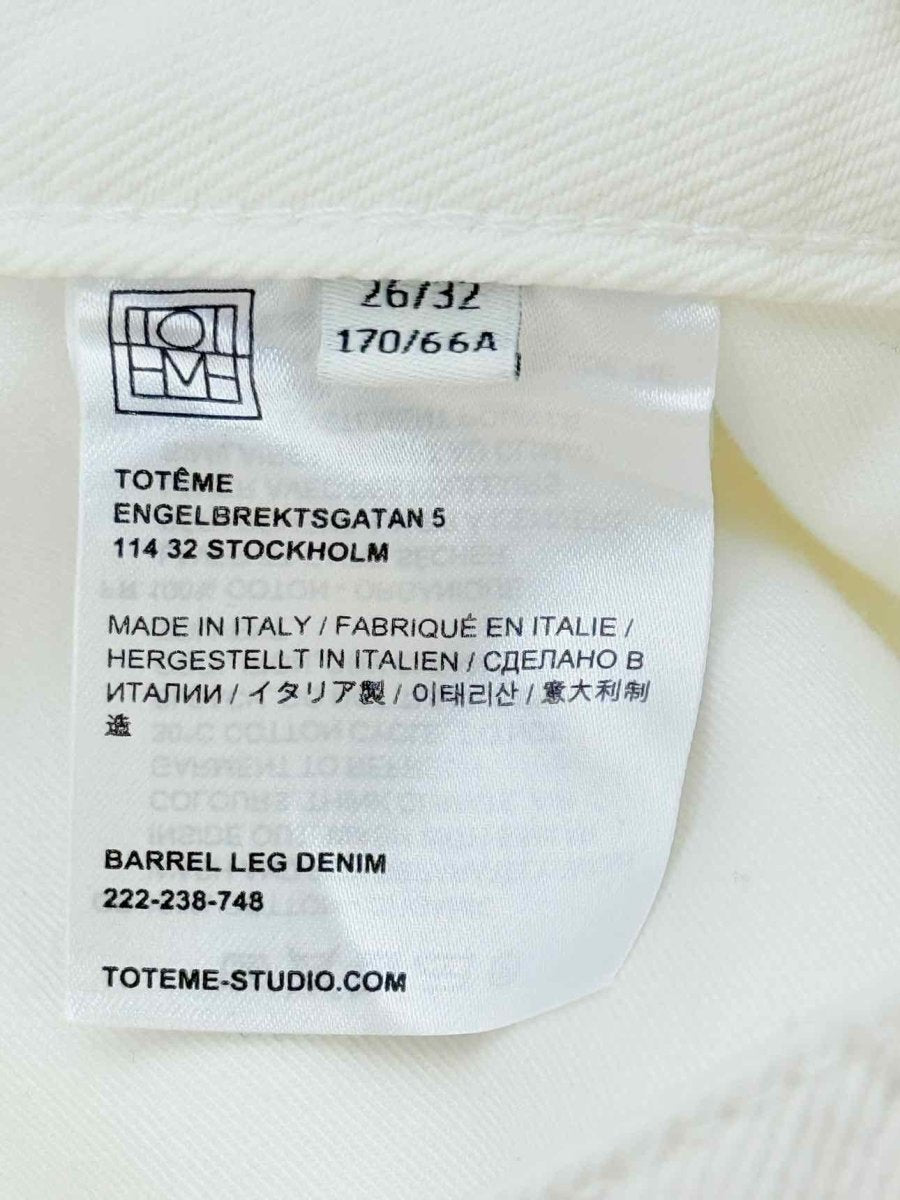 26/32
170/66A
TOTÊME
ENGELBREKTSGATAN 5
114 32 STOCKHOLM
MADE IN ITALY / FABRIQUÉ EN ITALIE /
HERGESTELLT IN ITALIEN / СДЕЛАНО В
ИТАЛИИ / イタリア製 / 이태리산 / 意大利制
造
BARREL LEG DENIM
222-238-748
TOTEME-STUDIO.COM